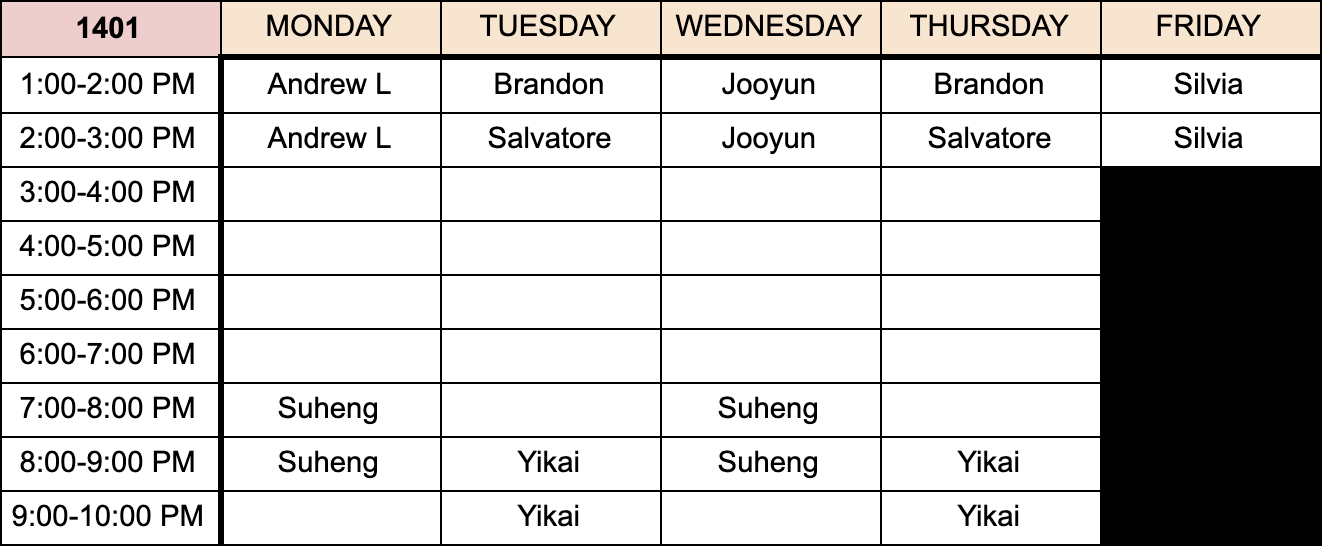 1401 MONDAY TUESDAY WEDNESDAY THURSDAY FRIDAY
1:00-2:00 PM Andrew L Brandon Jooyun Brandon Silvia
2:00-3:00 PM Andrew L Salvatore Jooyun Salvatore Silvia
3:00-4:00 PM
4:00-5:00 PM
5:00-6:00 PM
6:00-7:00 PM
7:00-8:00 PM Suheng Suheng
8:00-9:00 PM Suheng Yikai Suheng Yikai
9:00-10:00 PM Yikai Yikai